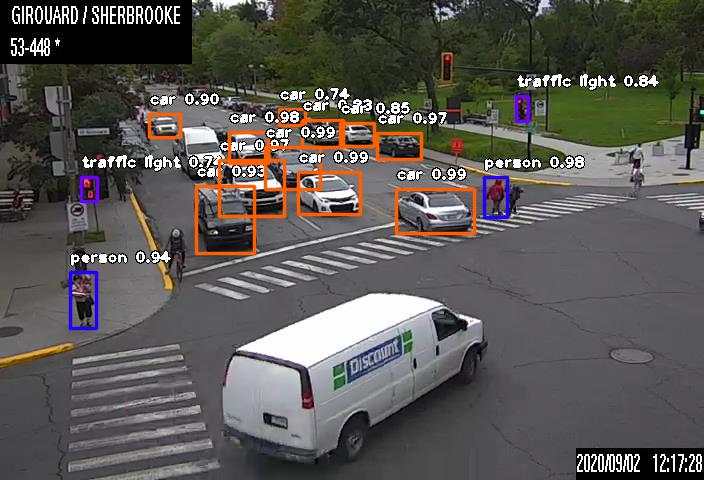 GIROUARD / SHERBROOKE
53-448 *
car 0.74
car 0.90
traffic light 0.84
car 0.93
0.85
car 0.98
car 0.97
car 0.99
car 0.97
car 0.99
traffic light 0.7
person 0.98
car 0.93
car 0.99
person 0.94
Discount
2020/09/02 12:17:28